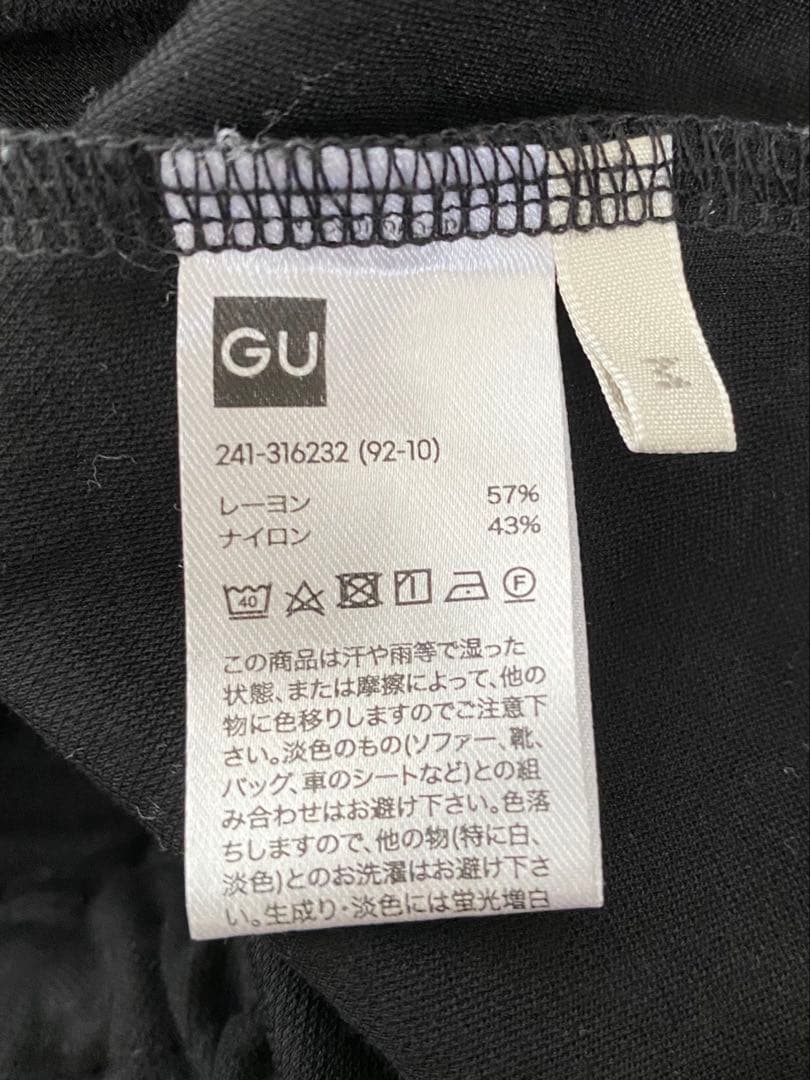 GU
M
241-316232 (92-10)
レーヨン 57%
ナイロン 43%
40
F
この商品は汗や雨等で湿った
状態、または摩擦によって、他の
物に色移りしますのでご注意下
さい。淡色のもの(ソファー、靴、
バッグ、車のシートなど)との組
み合わせはお避け下さい。色落
ちしますので、他の物(特に白、
淡色)とのお洗濯はお避け下さ
い。生成り・淡色には蛍光増白